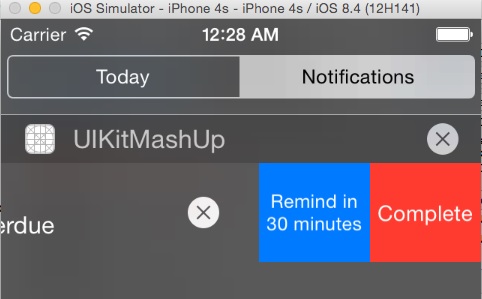 iOS Simulator - iPhone 4s - iPhone 4s / iOS 8.4 (12H141)
Carrier 12:28 AM
Today Notifications
UIKitMashUp
erdue
Remind in
30 minutes
Complete